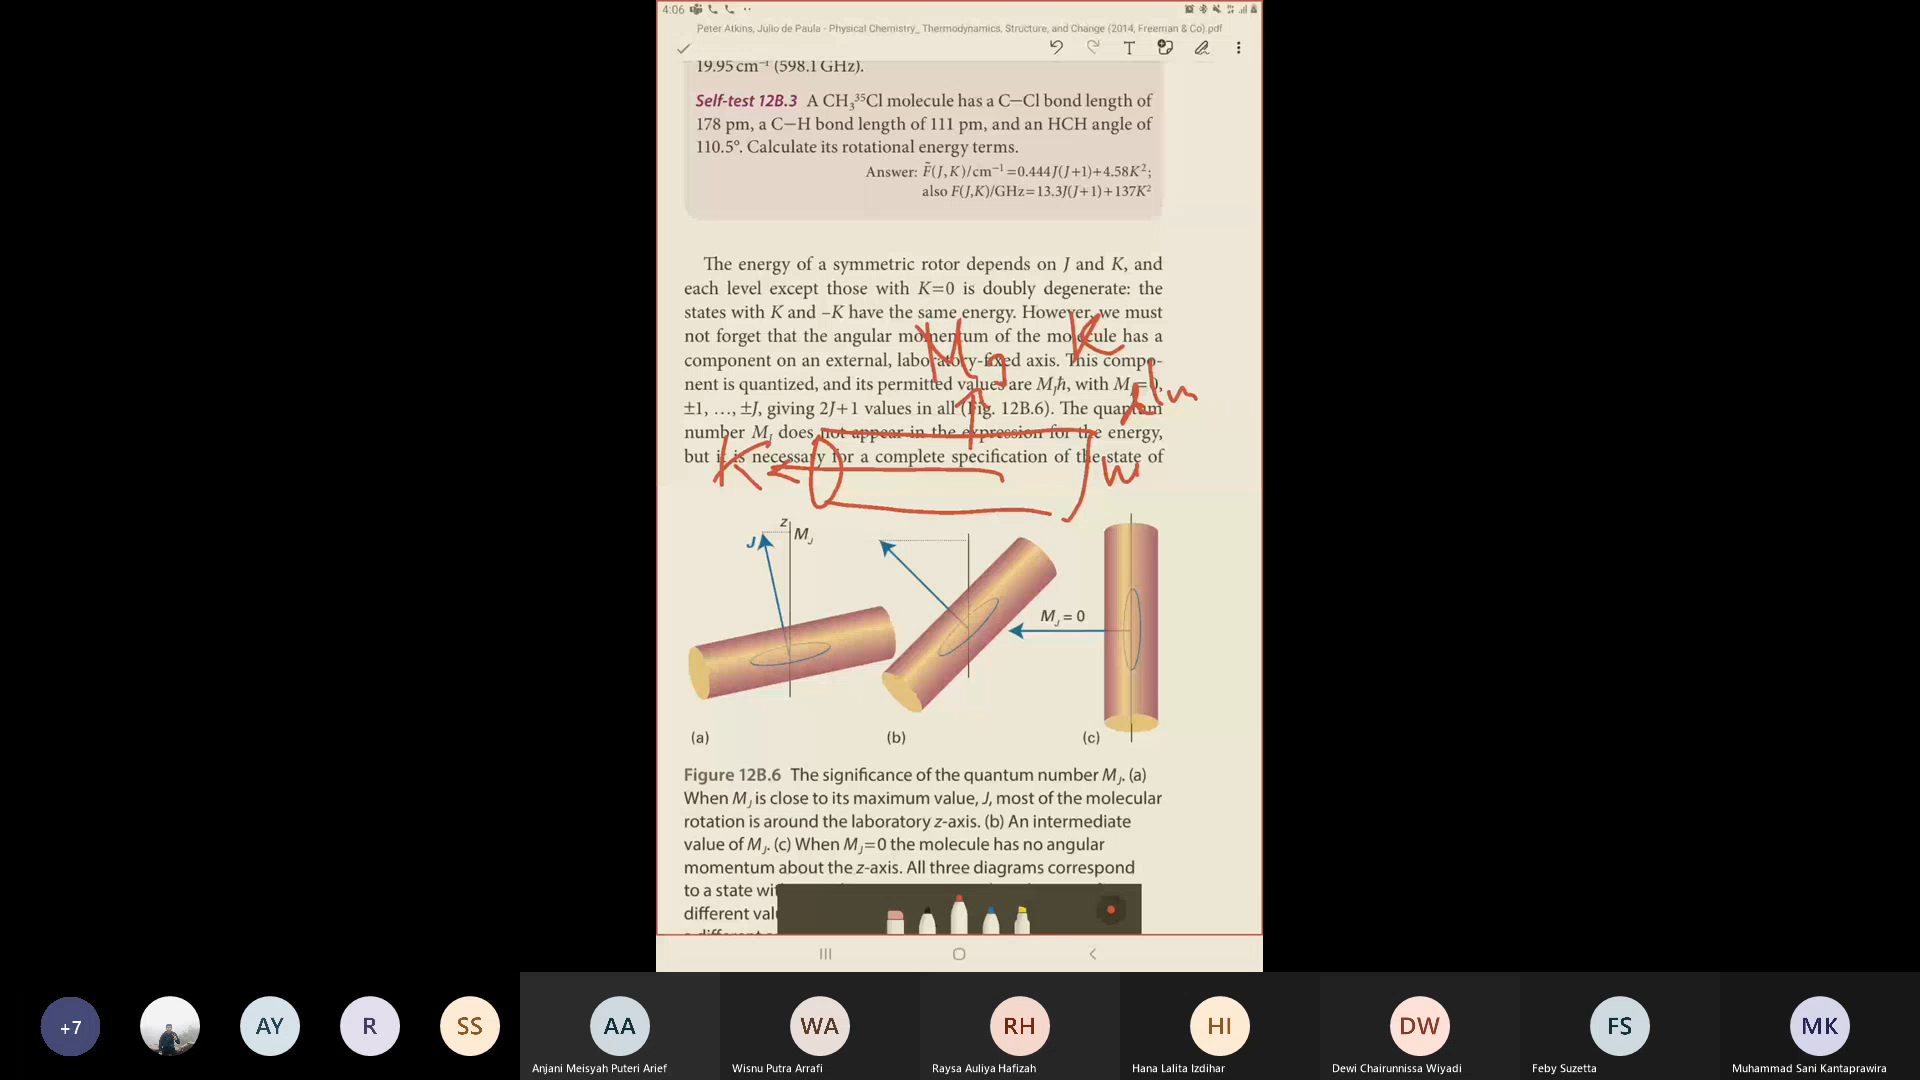 4:06
Peter Atkins, Julio de Paula - Physical Chemistry_ Thermodynamics, Structure, and Change (2014, Freeman & Co).pdf
19.95 cm⁻¹ (598.1 GHz).
Self-test 12B.3 A CH₃³⁵Cl molecule has a C—Cl bond length of
178 pm, a C—H bond length of 111 pm, and an HCH angle of
110.5°. Calculate its rotational energy terms.
Answer: F̃(J,K)/cm⁻¹=0.444J(J+1)+4.58K²;
also F(J,K)/GHz=13.3J(J+1)+137K²
The energy of a symmetric rotor depends on J and K, and
each level except those with K=0 is doubly degenerate: the
states with K and –K have the same energy. However, we must
not forget that the angular momentum of the molecule has a
component on an external, laboratory-fixed axis. This compo-
nent is quantized, and its permitted values are M_Jħ, with M_J=0,
±1, …, ±J, giving 2J+1 values in all (Fig. 12B.6). The quantum
number M_J does not appear in the expression for the energy,
but it is necessary for a complete specification of the state of
M_J K
K
z
J
M_J
M_J = 0
(a)
(b)
(c)
Figure 12B.6 The significance of the quantum number M_J. (a)
When M_J is close to its maximum value, J, most of the molecular
rotation is around the laboratory z-axis. (b) An intermediate
value of M_J. (c) When M_J=0 the molecule has no angular
momentum about the z-axis. All three diagrams correspond
to a state wit
different valu
+7
AY
R
SS
AA
WA
RH
HI
DW
FS
MK
Anjani Meisyah Puteri Arief
Wisnu Putra Arrafi
Raysa Auliya Hafizah
Hana Lalita Izdihar
Dewi Chairunnissa Wiyadi
Feby Suzetta
Muhammad Sani Kantaprawira